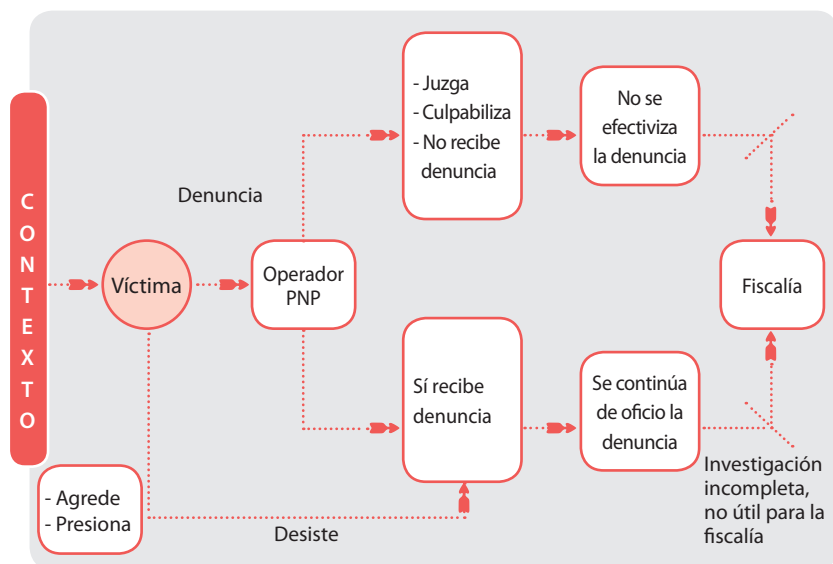 CONTEXTO
- Agrede
- Presiona
Víctima
Denuncia
Operador
PNP
- Juzga
- Culpabiliza
- No recibe
denuncia
No se
efectiviza
la denuncia
Sí recibe
denuncia
Se continúa
de oficio la
denuncia
Fiscalía
Desiste
Investigación
incompleta,
no útil para la
fiscalía